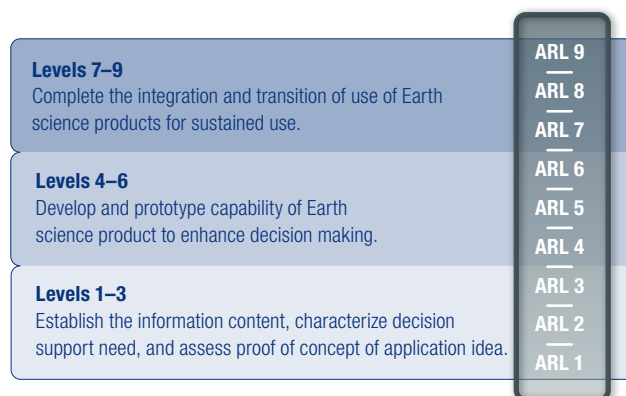 Levels 7–9
Complete the integration and transition of use of Earth
science products for sustained use.
Levels 4–6
Develop and prototype capability of Earth
science product to enhance decision making.
Levels 1–3
Establish the information content, characterize decision
support need, and assess proof of concept of application idea.
ARL 9
ARL 8
ARL 7
ARL 6
ARL 5
ARL 4
ARL 3
ARL 2
ARL 1